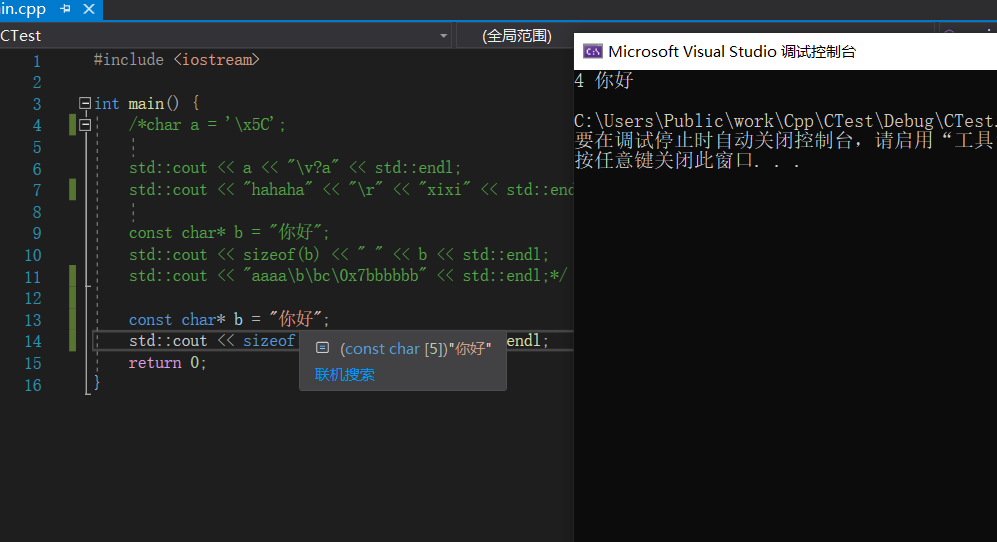 in.cpp
CTest
(全局范围)
1 #include <iostream>
2
3 int main() {
4 /*char a = '\x5C';
5
6 std::cout << a << "\v?a" << std::endl;
7 std::cout << "hahaha" << "\r" << "xixi" << std::end
8
9 const char* b = "你好";
10 std::cout << sizeof(b) << " " << b << std::endl;
11 std::cout << "aaaa\b\bc\0x7bbbbbb" << std::endl;*/
12
13 const char* b = "你好";
14 std::cout << sizeof endl;
15 return 0;
16 }
(const char [5])"你好"
联机搜索
Microsoft Visual Studio 调试控制台
4 你好
C:\Users\Public\work\Cpp\CTest\Debug\CTest.
要在调试停止时自动关闭控制台，请启用“工具
按任意键关闭此窗口. . .